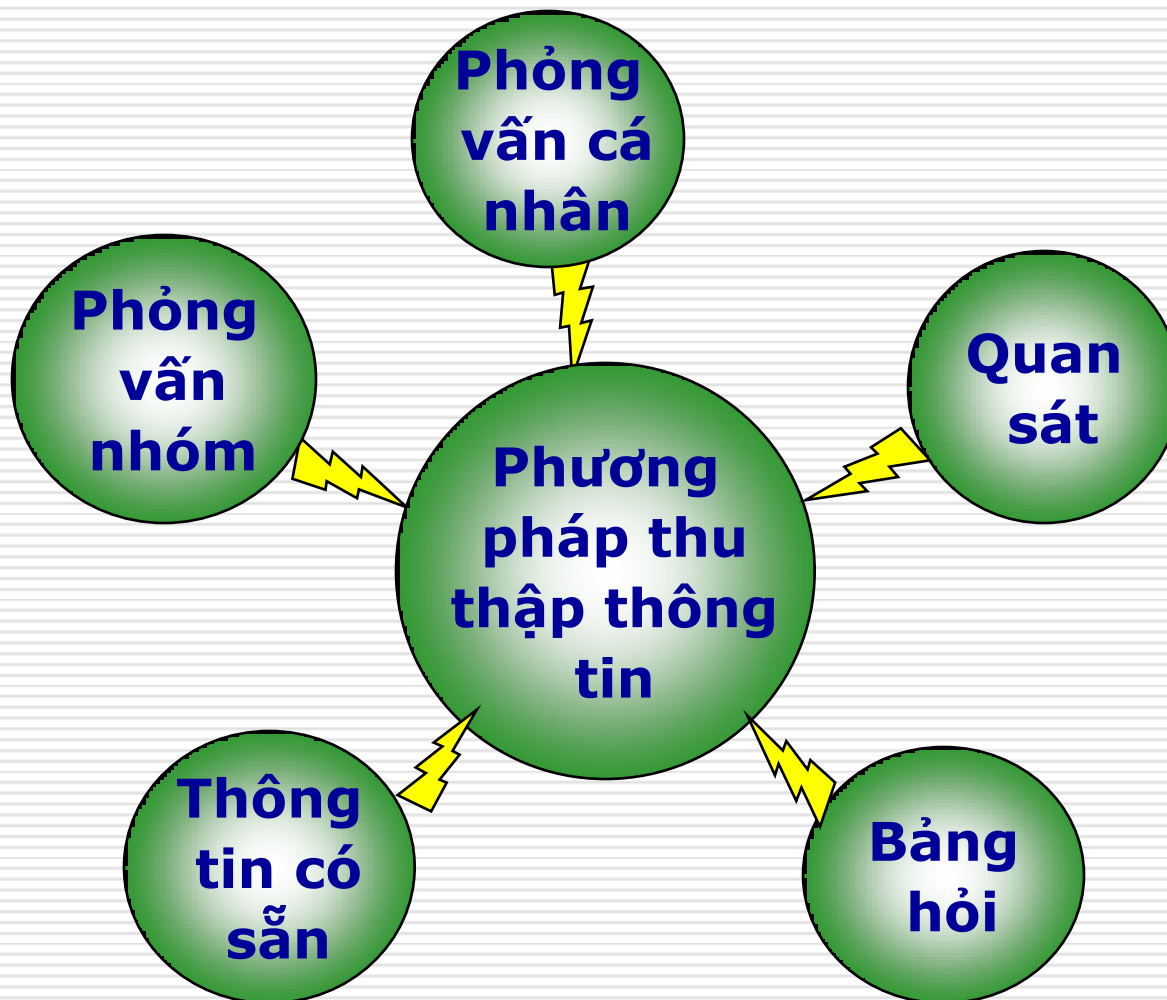 Phỏng
vấn cá
nhân
Phỏng
vấn
nhóm
Quan
sát
Phương
pháp thu
thập thông
tin
Thông
tin có
sẵn
Bảng
hỏi